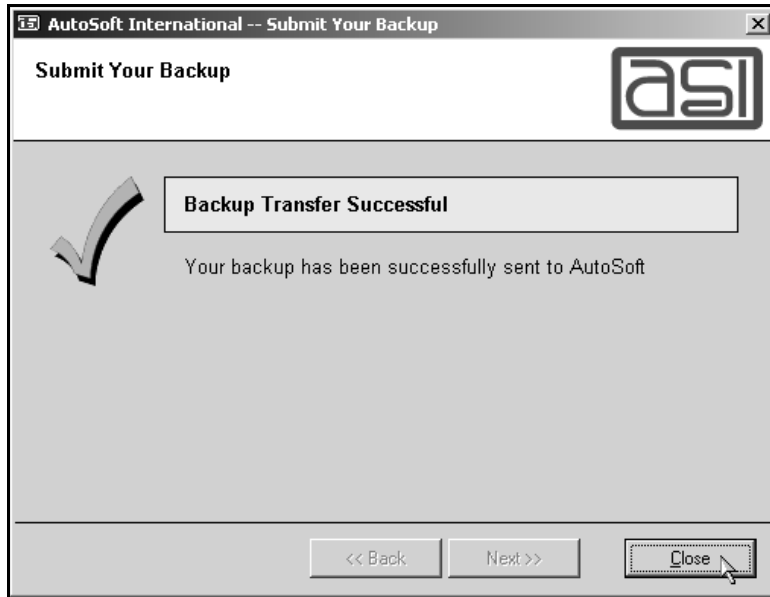 AutoSoft International -- Submit Your Backup
Submit Your Backup
asi
Backup Transfer Successful
Your backup has been successfully sent to AutoSoft
<< Back
Next >>
Close